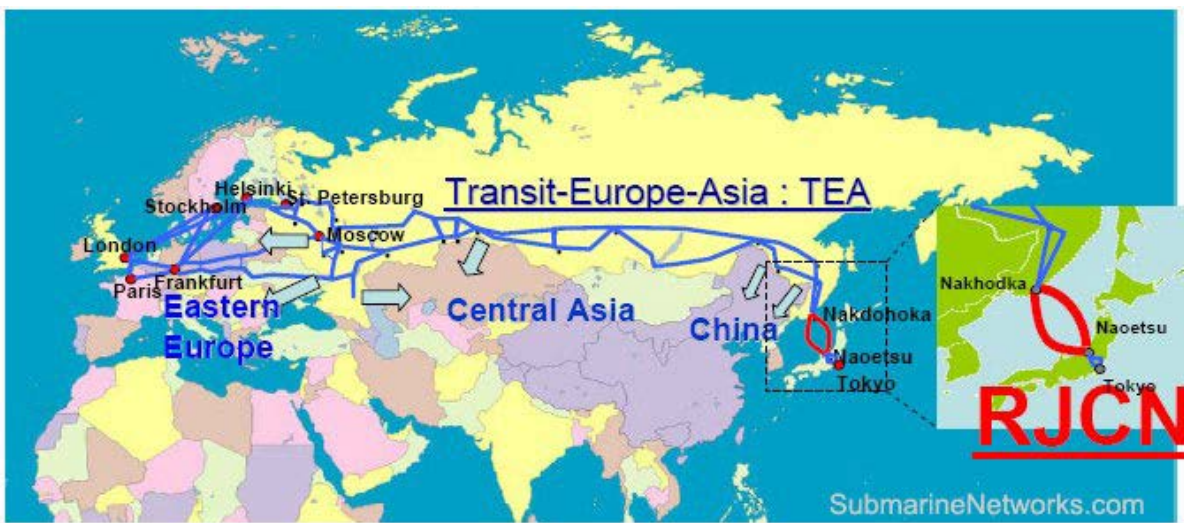 Transit-Europe-Asia : TEA
Helsinki
St. Petersburg
Stockholm
Moscow
London
Frankfurt
Paris
Eastern
Europe
Central Asia
China
Nakdohoka
Naoetsu
Tokyo
Nakhodka
Naoetsu
Tokyo
RJCN
SubmarineNetworks.com